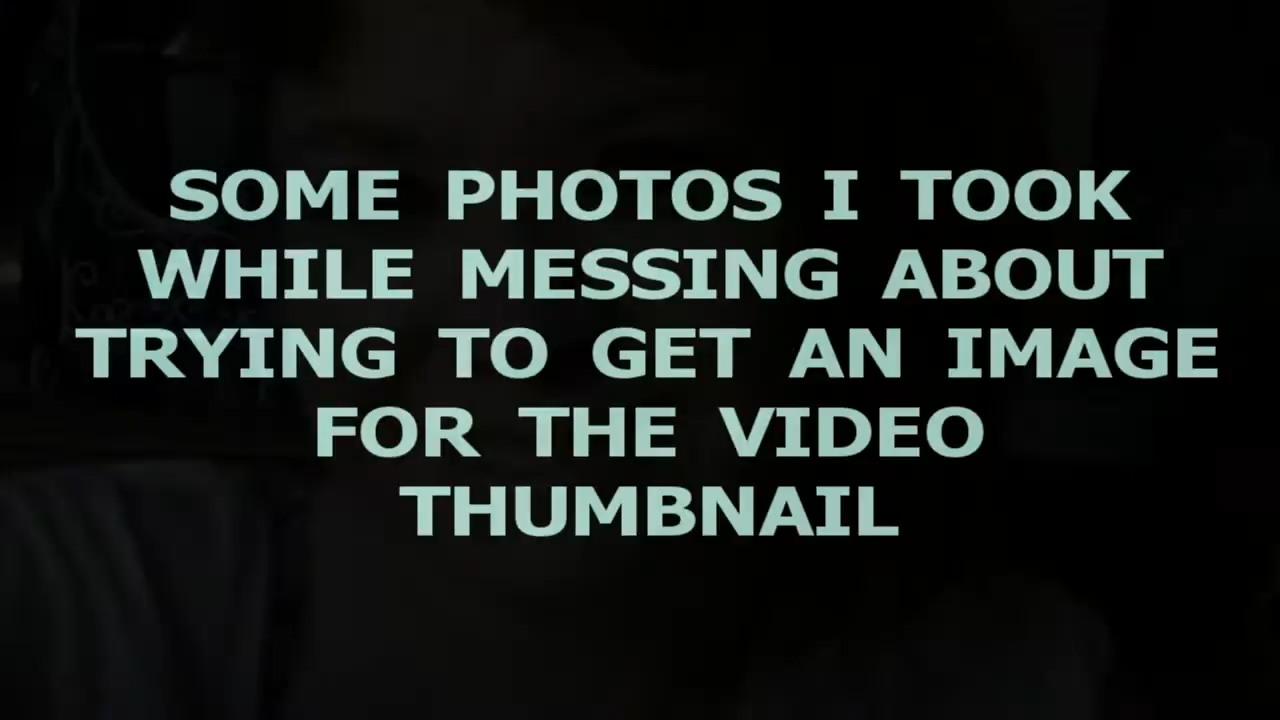 SOME PHOTOS I TOOK
WHILE MESSING ABOUT
TRYING TO GET AN IMAGE
FOR THE VIDEO
THUMBNAIL